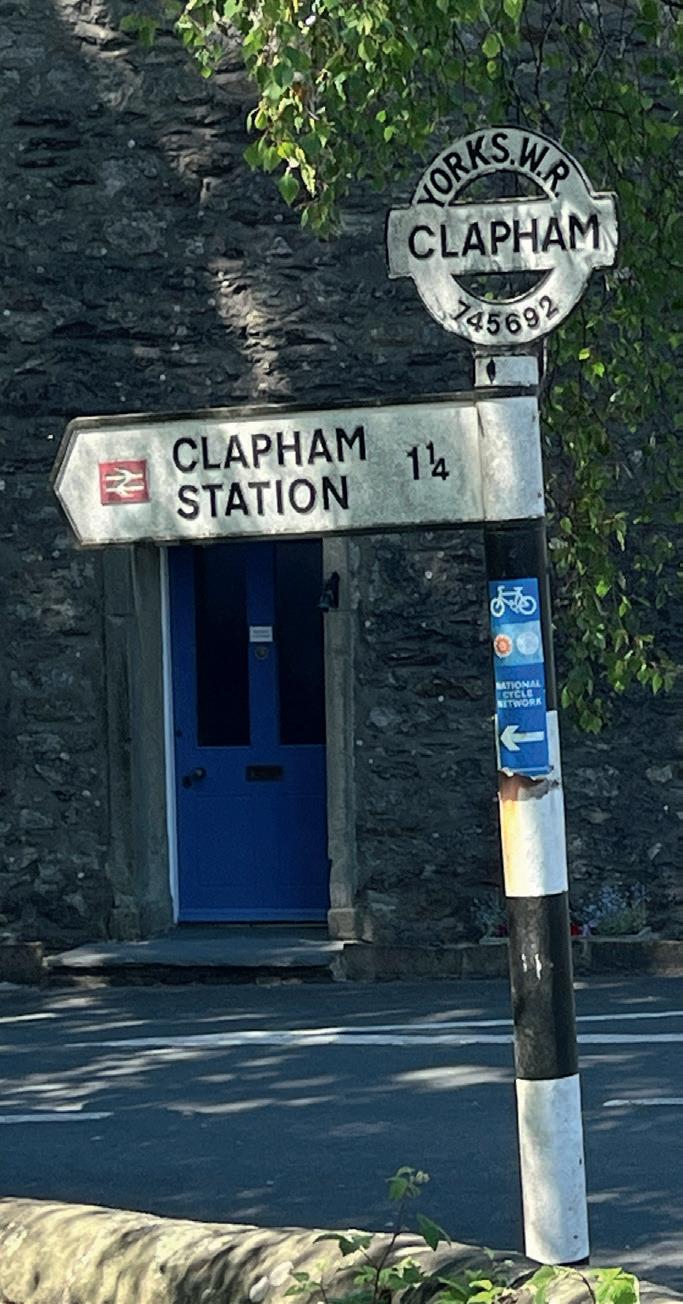 YORKS.W.R
CLAPHAM
745692
CLAPHAM 1¼
STATION
NATIONAL
CYCLE
NETWORK